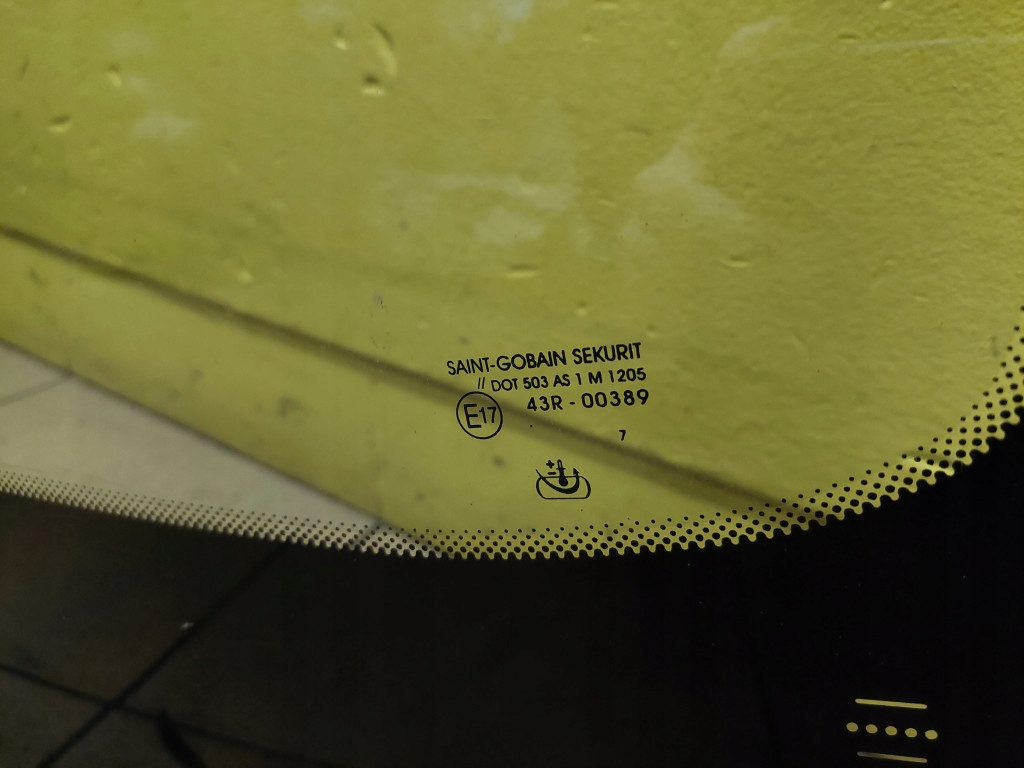 SAINT-GOBAIN SEKURIT
// DOT 503 AS 1 M 1205
E17 43R - 00389
7